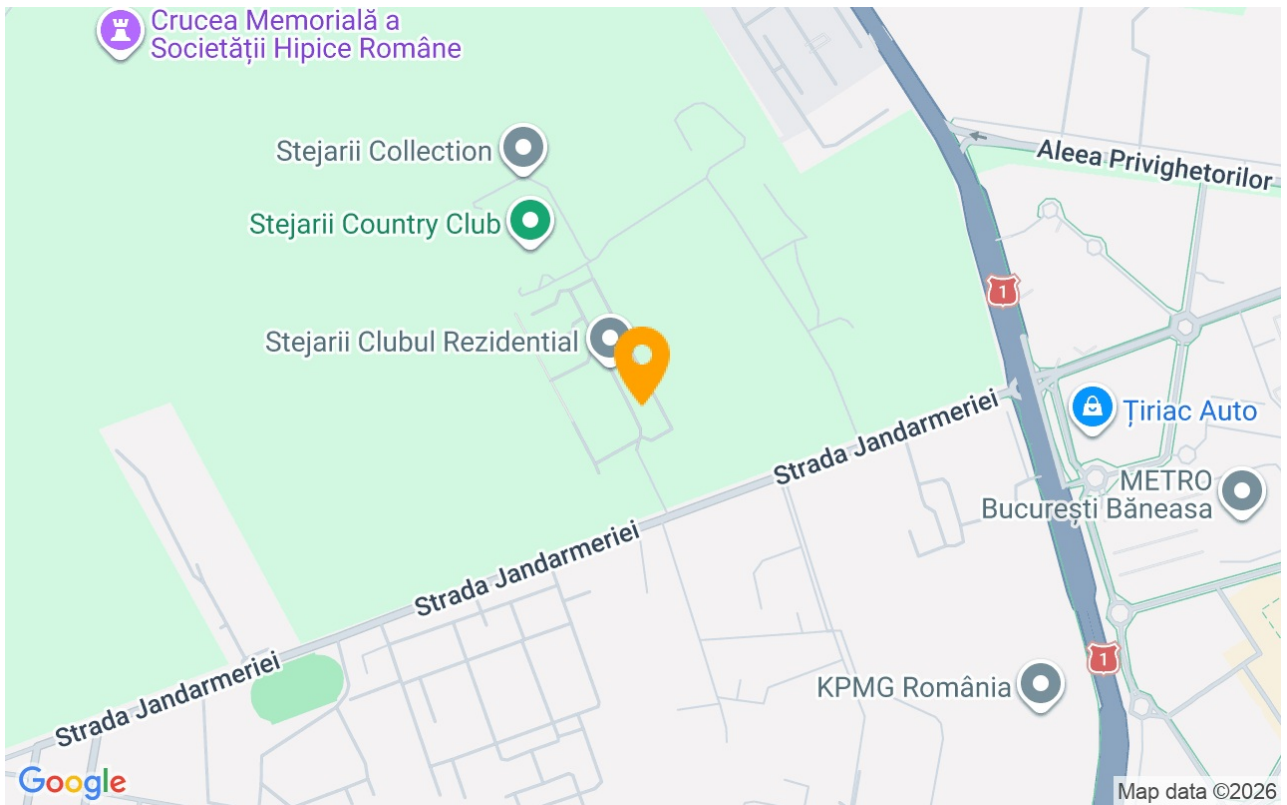 Crucea Memorială a
Societății Hipice Române
Stejarii Collection
Aleea Privighetorilor
Stejarii Country Club
1
Stejarii Clubul Rezidential
Țiriac Auto
Strada Jandarmeriei
METRO
București Băneasa
Strada Jandarmeriei
1
KPMG România
Strada Jandarmeriei
Google
Map data ©2026